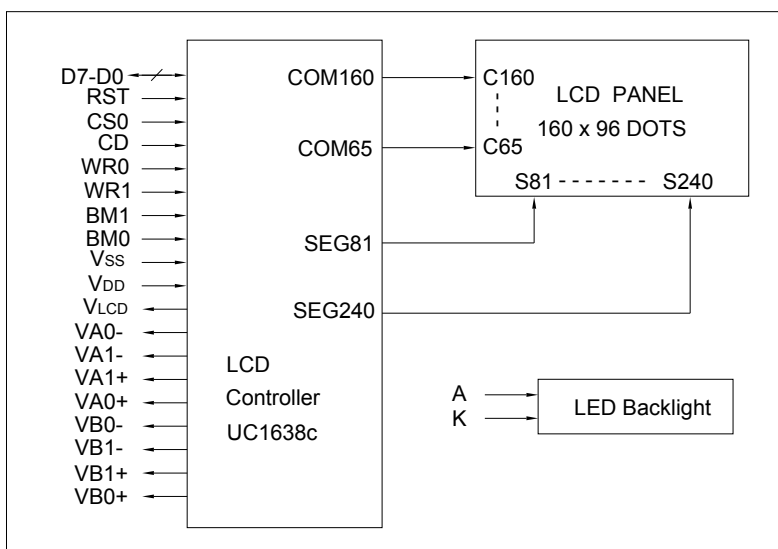 D7-D0
RST
CS0
CD
WR0
WR1
BM1
BM0
VSS
VDD
VLCD
VA0-
VA1-
VA1+
VA0+
VB0-
VB1-
VB1+
VB0+
COM160
COM65
SEG81
SEG240
LCD
Controller
UC1638c
C160
C65
LCD PANEL
160 x 96 DOTS
S81 ------- S240
A
K
LED Backlight